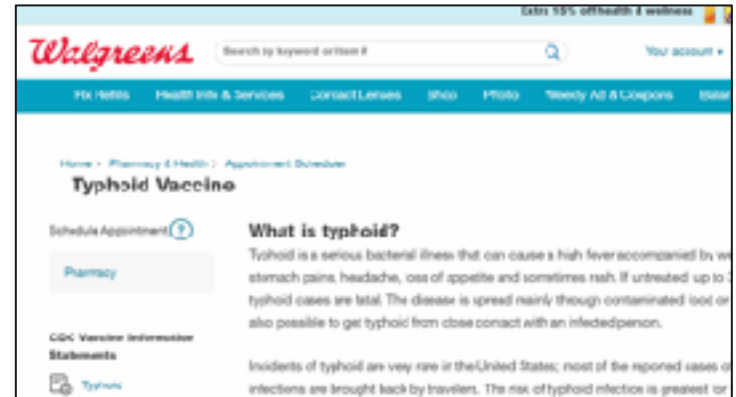 Extra 15% off health & wellness
Walgreens
Search by keyword or item #
Your account
Rx Refills Health Info & Services Contact Lenses Shop Photo Weekly Ad & Coupons
Home > Pharmacy & Health > Appointment Scheduler
Typhoid Vaccine
Schedule Appointment ?
Pharmacy
CDC Vaccine Information
Statements
Typhoid
What is typhoid?
Typhoid is a serious bacterial illness that can cause a high fever accompanied by
stomach pains, headache, loss of appetite and sometimes rash. If untreated up to
typhoid cases are fatal. The disease is spread mainly through contaminated food or
also possible to get typhoid from close contact with an infected person.
Incidents of typhoid are very rare in the United States; most of the reported cases
infections are brought back by travelers. The risk of typhoid infection is greatest for